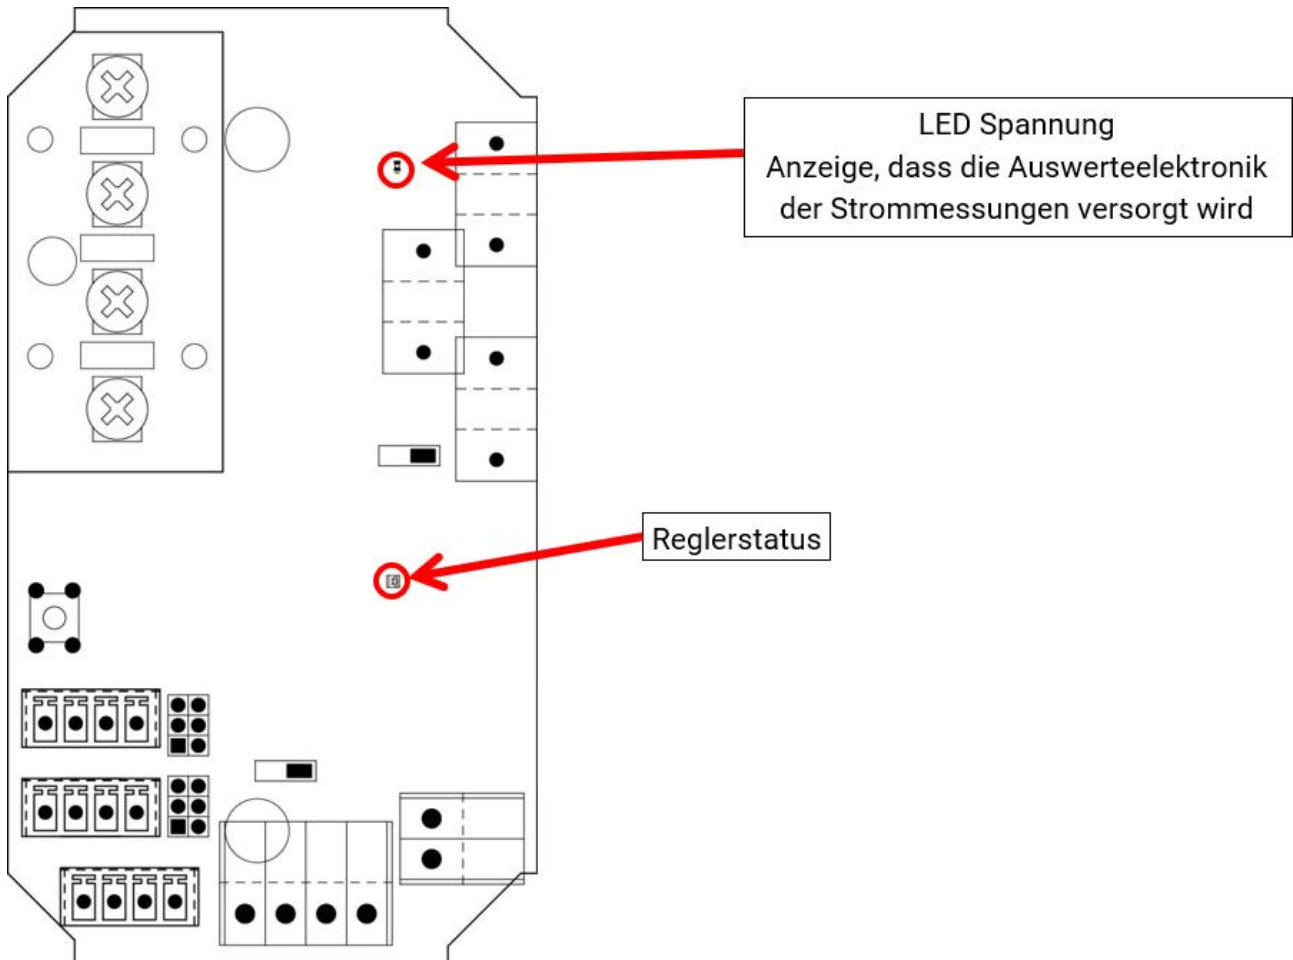 LED Spannung
Anzeige, dass die Auswerteelektronik
der Strommessungen versorgt wird
Reglerstatus